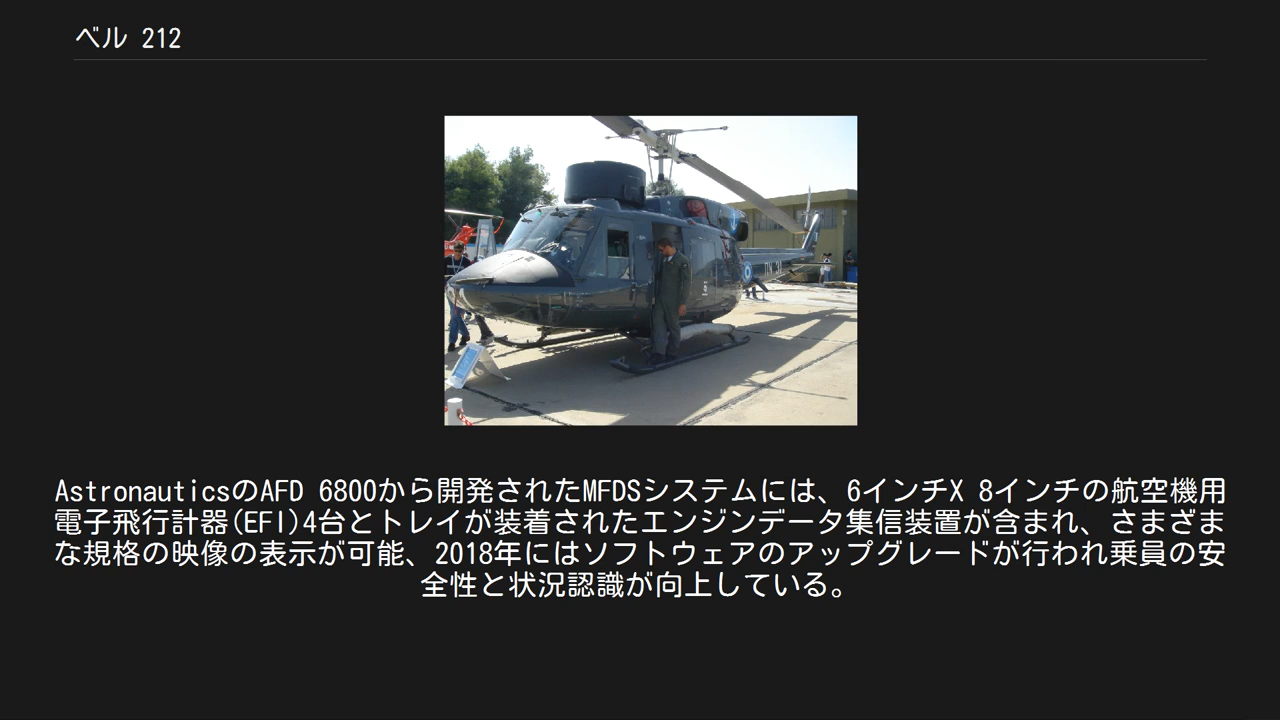 ベル 212
AstronauticsのAFD 6800から開発されたMFDSシステムには、6インチX 8インチの航空機用
電子飛行計器(EFI)4台とトレイが装着されたエンジンデータ集信装置が含まれ、さまざま
な規格の映像の表示が可能、2018年にはソフトウェアのアップグレードが行われ乗員の安
全性と状況認識が向上している。